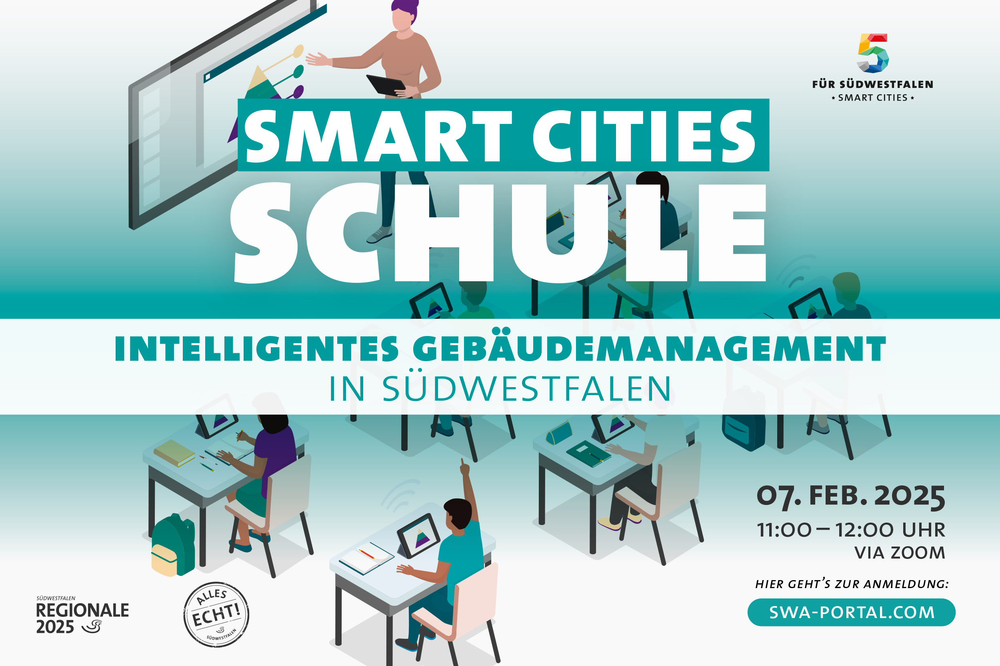 5
FÜR SÜDWESTFALEN
* SMART CITIES *
SMART CITIES
SCHULE
INTELLIGENTES GEBÄUDEMANAGEMENT
IN SÜDWESTFALEN
07. FEB. 2025
11:00 – 12:00 UHR
VIA ZOOM
HIER GEHT'S ZUR ANMELDUNG:
SWA-PORTAL.COM
SÜDWESTFALEN
REGIONALE
2025
ALLES
ECHT!
SÜDWESTFALEN